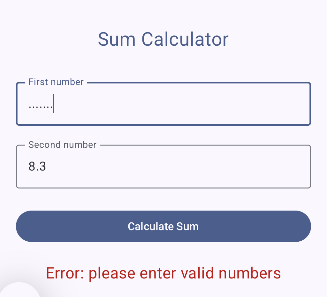 Sum Calculator
First number
.......
Second number
8.3
Calculate Sum
Error: please enter valid numbers